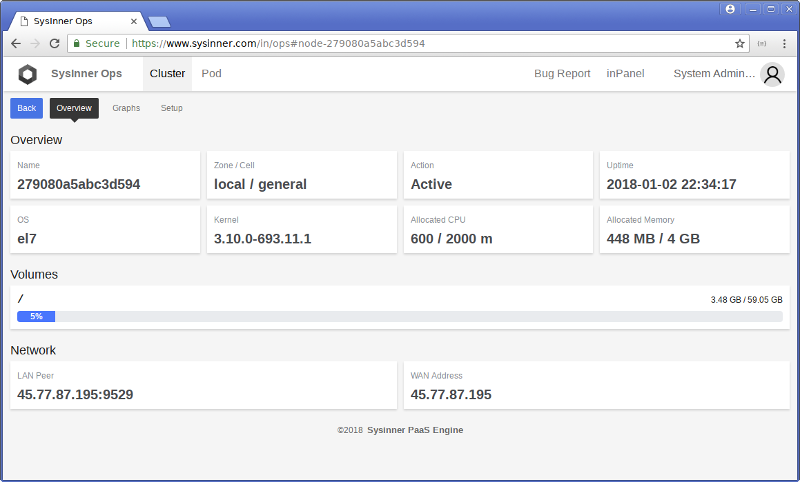 SysInner Ops
Secure https://www.sysinner.com/in/ops#node-279080a5abc3d594
SysInner Ops Cluster Pod Bug Report inPanel System Admin...
Back Overview Graphs Setup
Overview
Name Zone / Cell Action Uptime
279080a5abc3d594 local / general Active 2018-01-02 22:34:17
OS Kernel Allocated CPU Allocated Memory
el7 3.10.0-693.11.1 600 / 2000 m 448 MB / 4 GB
Volumes
/ 3.48 GB / 59.05 GB
5%
Network
LAN Peer WAN Address
45.77.87.195:9529 45.77.87.195
©2018 Sysinner PaaS Engine